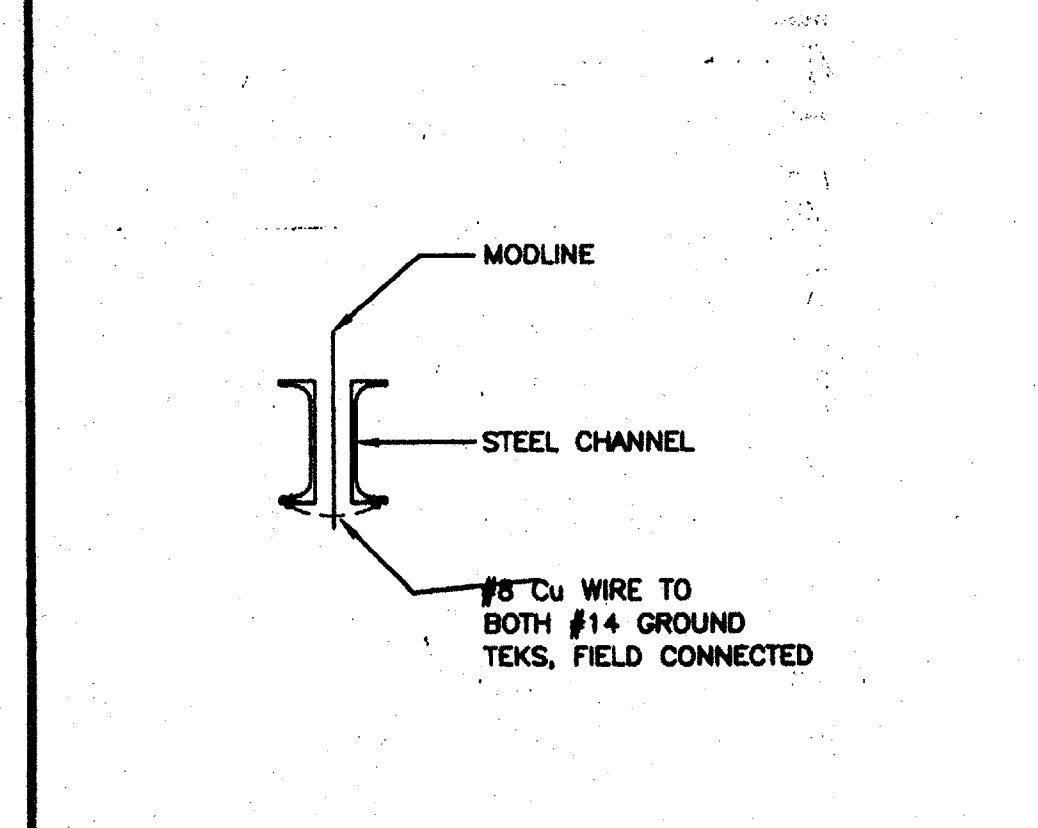 MODLINE
STEEL CHANNEL
#8 Cu WIRE TO
BOTH #14 GROUND
TEKS, FIELD CONNECTED